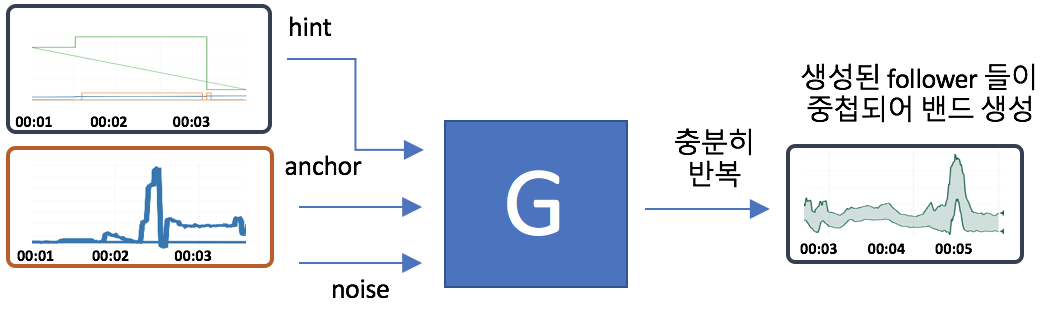 hint
00:01 00:02 00:03
anchor
00:01 00:02 00:03
noise
G
충분히
반복
생성된 follower 들이
중첩되어 밴드 생성
00:03 00:04 00:05